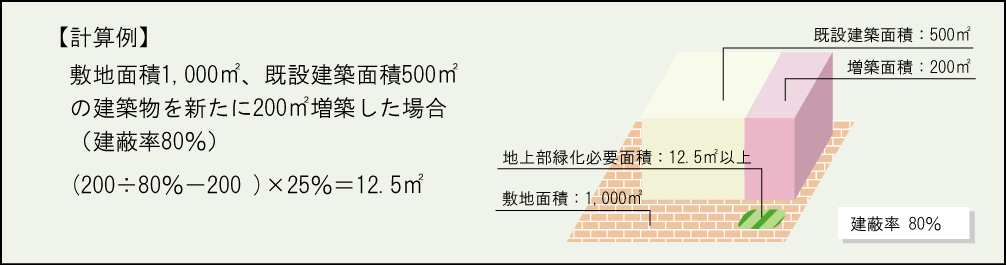 【計算例】
敷地面積1,000㎡、既設建築面積500㎡
の建築物を新たに200㎡増築した場合
（建蔽率80％）
(200÷80％−200 )×25％＝12.5㎡
既設建築面積：500㎡
増築面積：200㎡
地上部緑化必要面積：12.5㎡以上
敷地面積：1,000㎡
建蔽率 80％